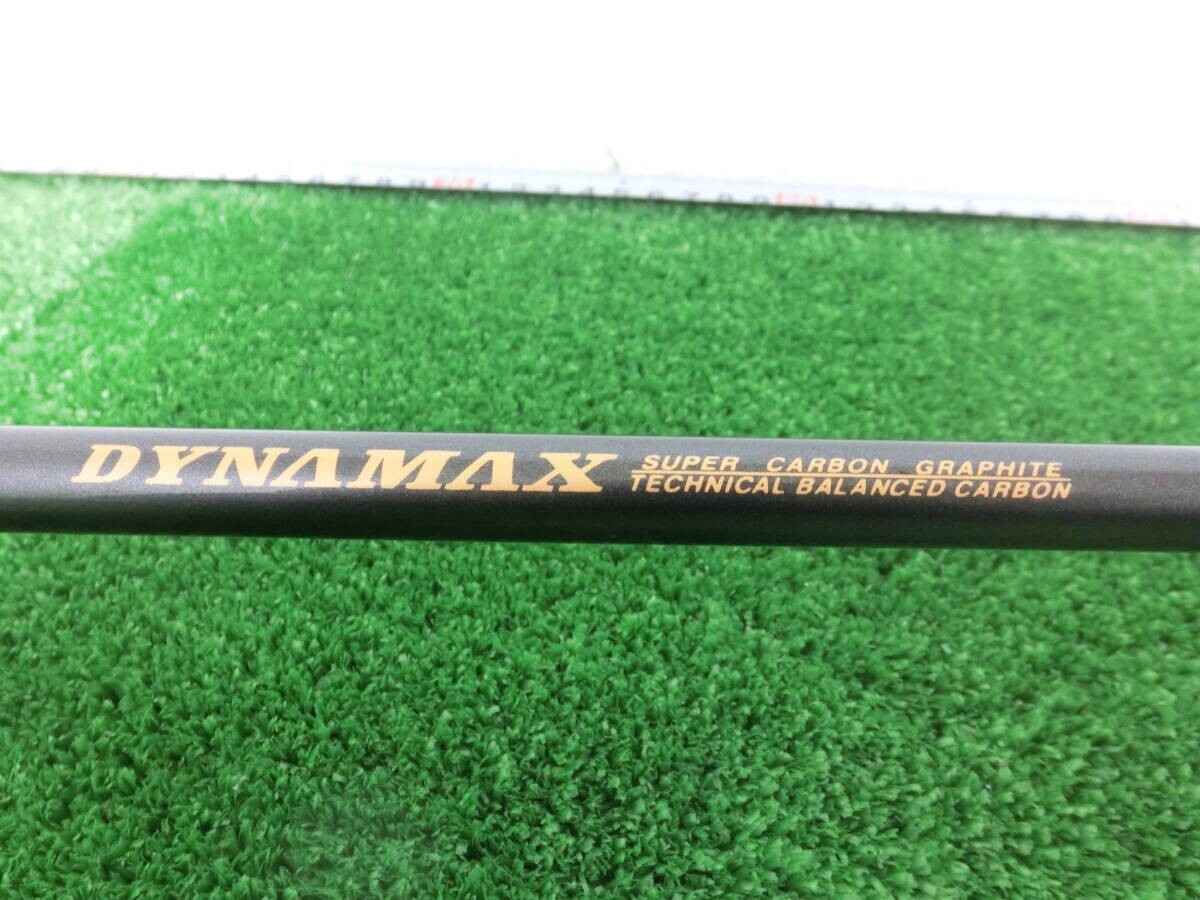 DYNAMAX
SUPER CARBON GRAPHITE
TECHNICAL BALANCED CARBON